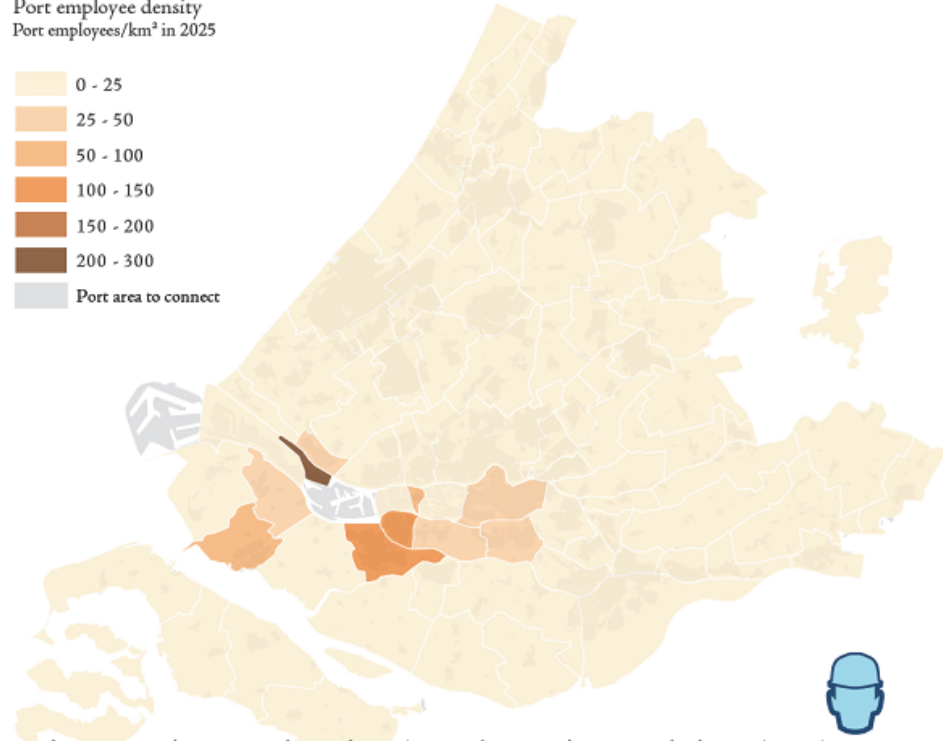 Port employee density
Port employees/km² in 2025
0 - 25
25 - 50
50 - 100
100 - 150
150 - 200
200 - 300
Port area to connect